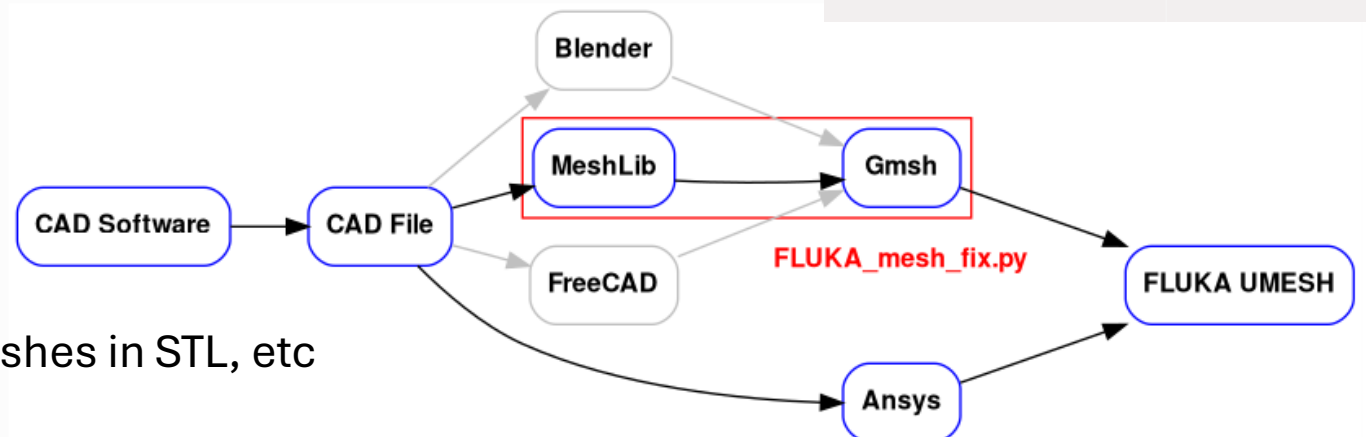 Blender
MeshLib
Gmsh
CAD Software
CAD File
FLUKA_mesh_fix.py
FreeCAD
FLUKA UMESH
shes in STL, etc
Ansys